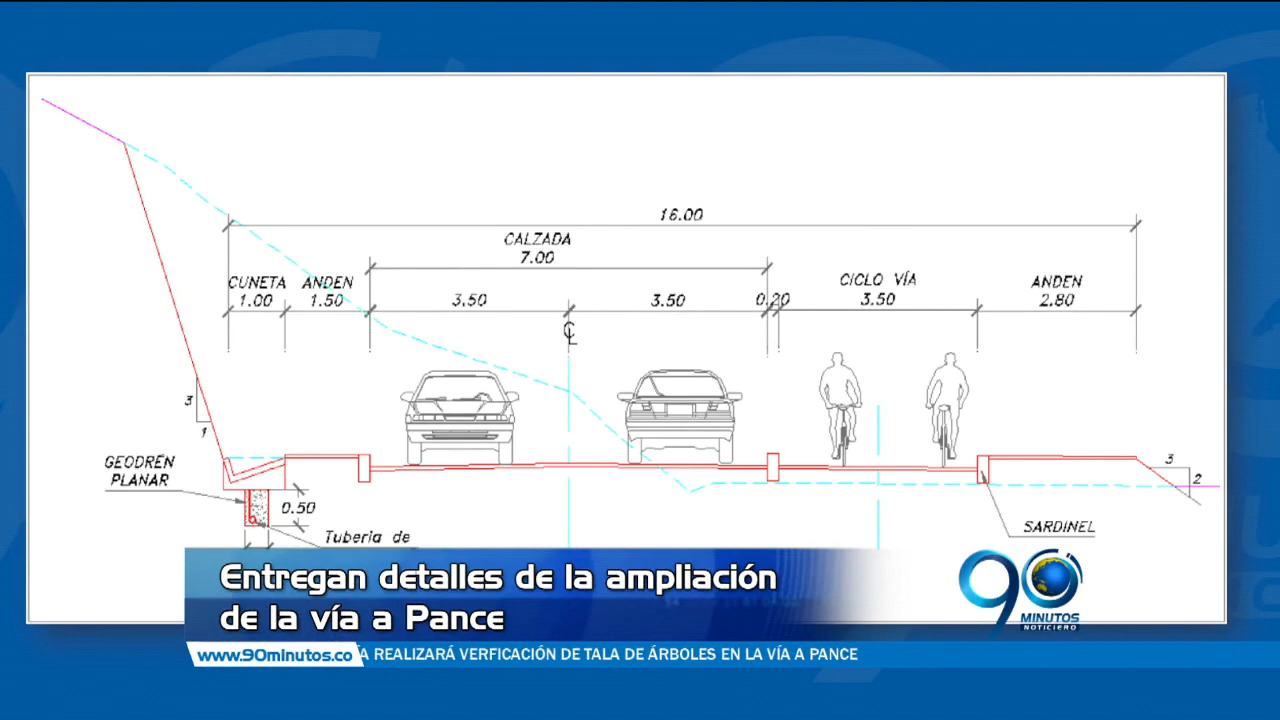 16.00
CALZADA
7.00
CUNETA
1.00
ANDEN
1.50
3.50
3.50
0.20
CICLO VÍA
3.50
ANDEN
2.80
CL
3
1
GEODRÉN
PLANAR
0.50
Tuberia de
3
2
SARDINEL
Entregan detalles de la ampliación
de la vía a Pance
90
MINUTOS
NOTICIERO
www.90minutos.co
ÍA REALIZARÁ VERFICACIÓN DE TALA DE ÁRBOLES EN LA VÍA A PANCE